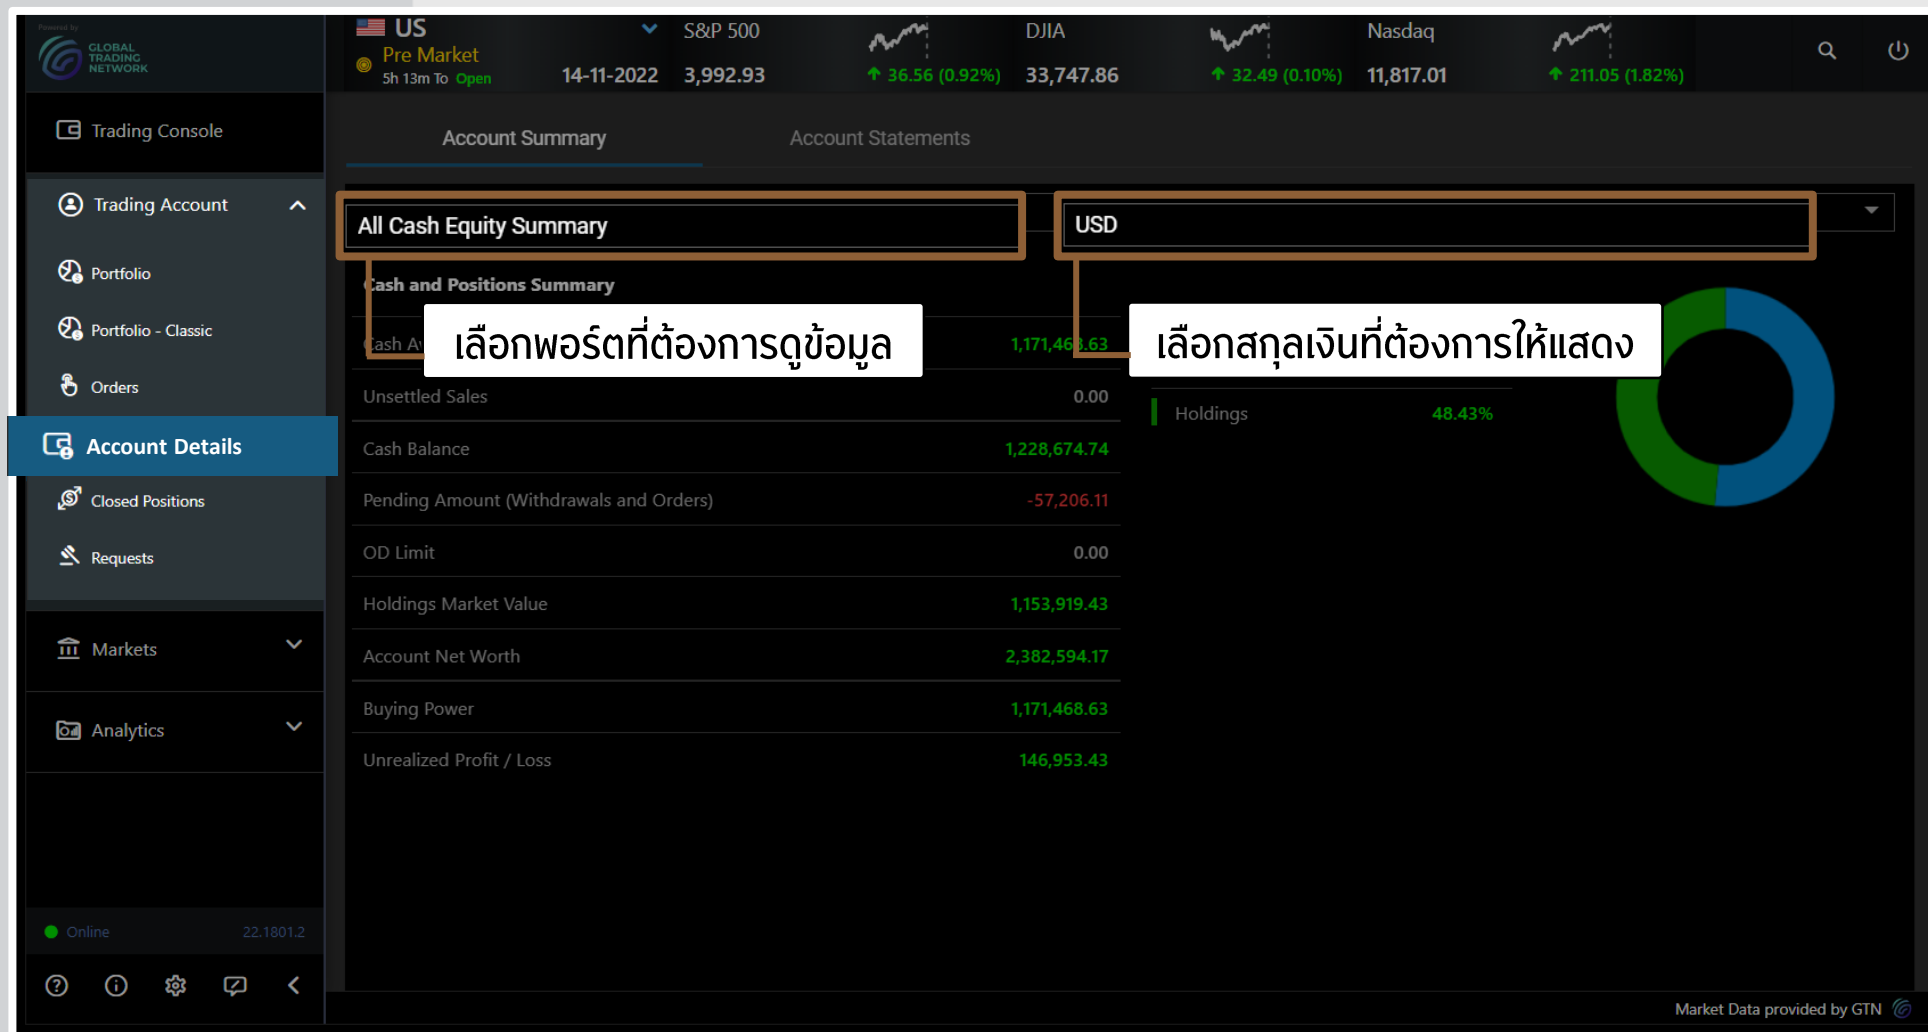 Powered by
GLOBAL
TRADING
NETWORK
US
Pre Market
5h 13m To Open
14-11-2022
S&P 500
3,992.93
36.56 (0.92%)
DJIA
33,747.86
32.49 (0.10%)
Nasdaq
11,817.01
211.05 (1.82%)
Trading Console
Trading Account
Portfolio
Portfolio - Classic
Orders
Account Details
Closed Positions
Requests
Markets
Analytics
Online 22.1801.2
Account Summary Account Statements
All Cash Equity Summary
USD
Cash and Positions Summary
เลือกพอร์ตที่ต้องการดูข้อมูล
เลือกสกุลเงินที่ต้องการให้แสดง
Cash 1,171,468.63
Unsettled Sales 0.00
Cash Balance 1,228,674.74
Pending Amount (Withdrawals and Orders) -57,206.11
OD Limit 0.00
Holdings Market Value 1,153,919.43
Account Net Worth 2,382,594.17
Buying Power 1,171,468.63
Unrealized Profit / Loss 146,953.43
Holdings 48.43%
Market Data provided by GTN